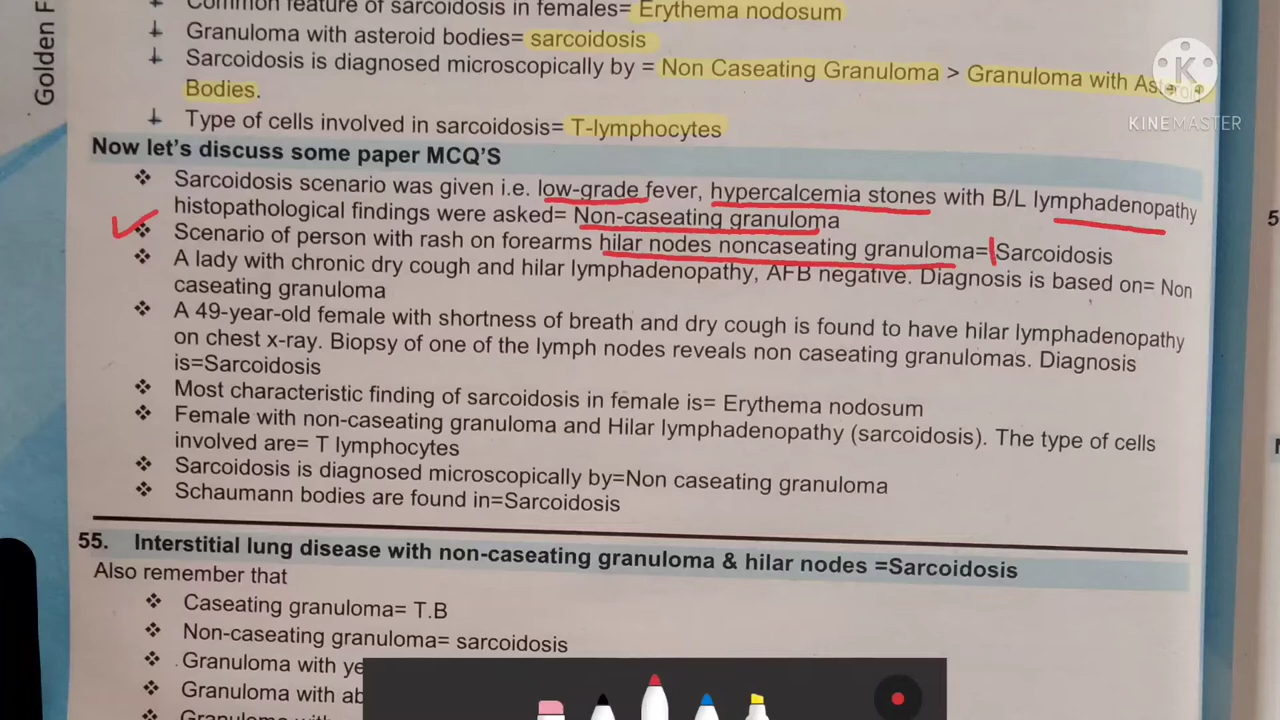 Golden F
Common feature of sarcoidosis in females= Erythema nodosum
Granuloma with asteroid bodies= sarcoidosis
Sarcoidosis is diagnosed microscopically by = Non Caseating Granuloma > Granuloma with Asteroid
Bodies.
Type of cells involved in sarcoidosis= T-lymphocytes
K
KINEMASTER
Now let's discuss some paper MCQ'S
Sarcoidosis scenario was given i.e. low-grade fever, hypercalcemia stones with B/L lymphadenopathy
histopathological findings were asked= Non-caseating granuloma
Scenario of person with rash on forearms hilar nodes noncaseating granuloma= Sarcoidosis
A lady with chronic dry cough and hilar lymphadenopathy, AFB negative. Diagnosis is based on= Non
caseating granuloma
A 49-year-old female with shortness of breath and dry cough is found to have hilar lymphadenopathy
on chest x-ray. Biopsy of one of the lymph nodes reveals non caseating granulomas. Diagnosis
is=Sarcoidosis
Most characteristic finding of sarcoidosis in female is= Erythema nodosum
Female with non-caseating granuloma and Hilar lymphadenopathy (sarcoidosis). The type of cells
involved are= T lymphocytes
Sarcoidosis is diagnosed microscopically by=Non caseating granuloma
Schaumann bodies are found in=Sarcoidosis
55. Interstitial lung disease with non-caseating granuloma & hilar nodes =Sarcoidosis
Also remember that
Caseating granuloma= T.B
Non-caseating granuloma= sarcoidosis
Granuloma with ye
Granuloma with ab
5